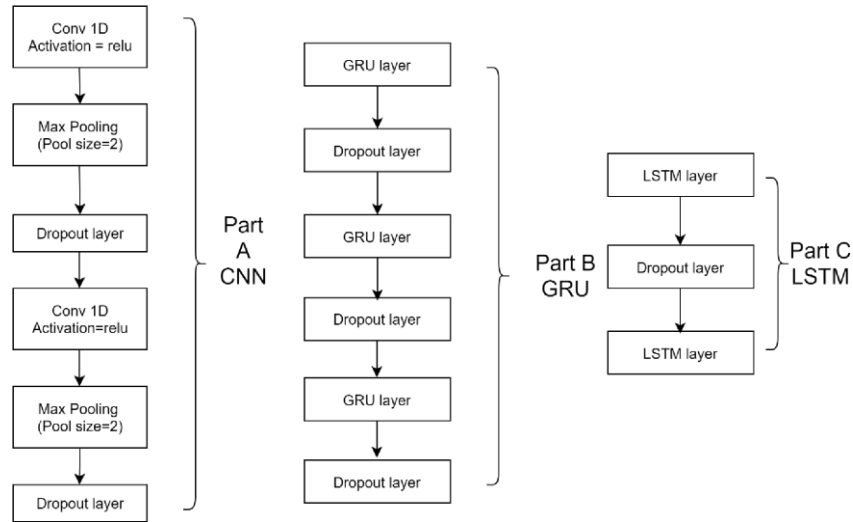 Conv 1D
Activation = relu
Max Pooling
(Pool size=2)
Dropout layer
Conv 1D
Activation=relu
Max Pooling
(Pool size=2)
Dropout layer
Part
A
CNN
GRU layer
Dropout layer
GRU layer
Dropout layer
GRU layer
Dropout layer
Part B
GRU
LSTM layer
Dropout layer
LSTM layer
Part C
LSTM